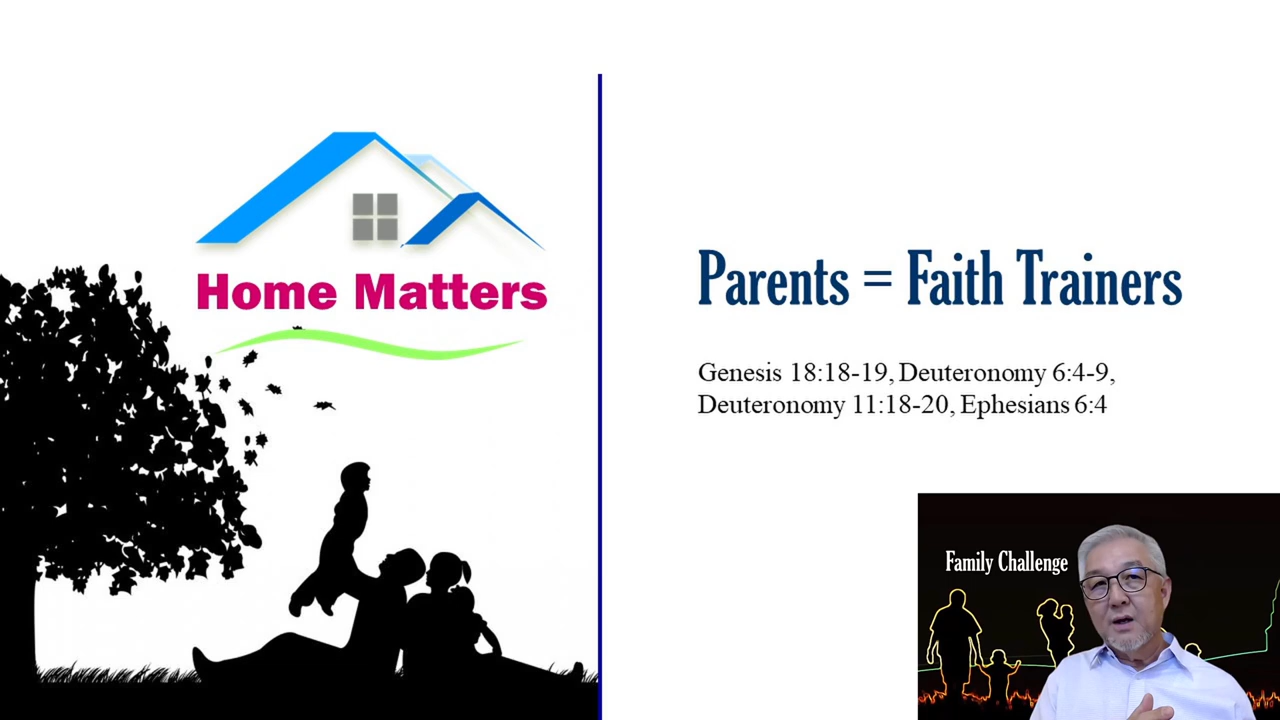 Home Matters
Parents = Faith Trainers
Genesis 18:18-19, Deuteronomy 6:4-9,
Deuteronomy 11:18-20, Ephesians 6:4
Family Challenge